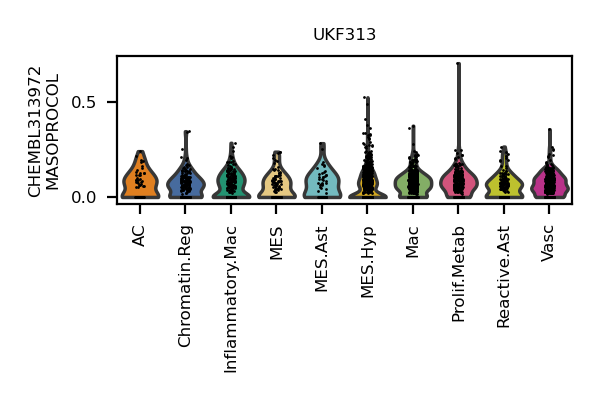 UKF313
CHEMBL313972
MASOPROCOL
0.5
0.0
AC
Chromatin.Reg
Inflammatory.Mac
MES
MES.Ast
MES.Hyp
Mac
Prolif.Metab
Reactive.Ast
Vasc